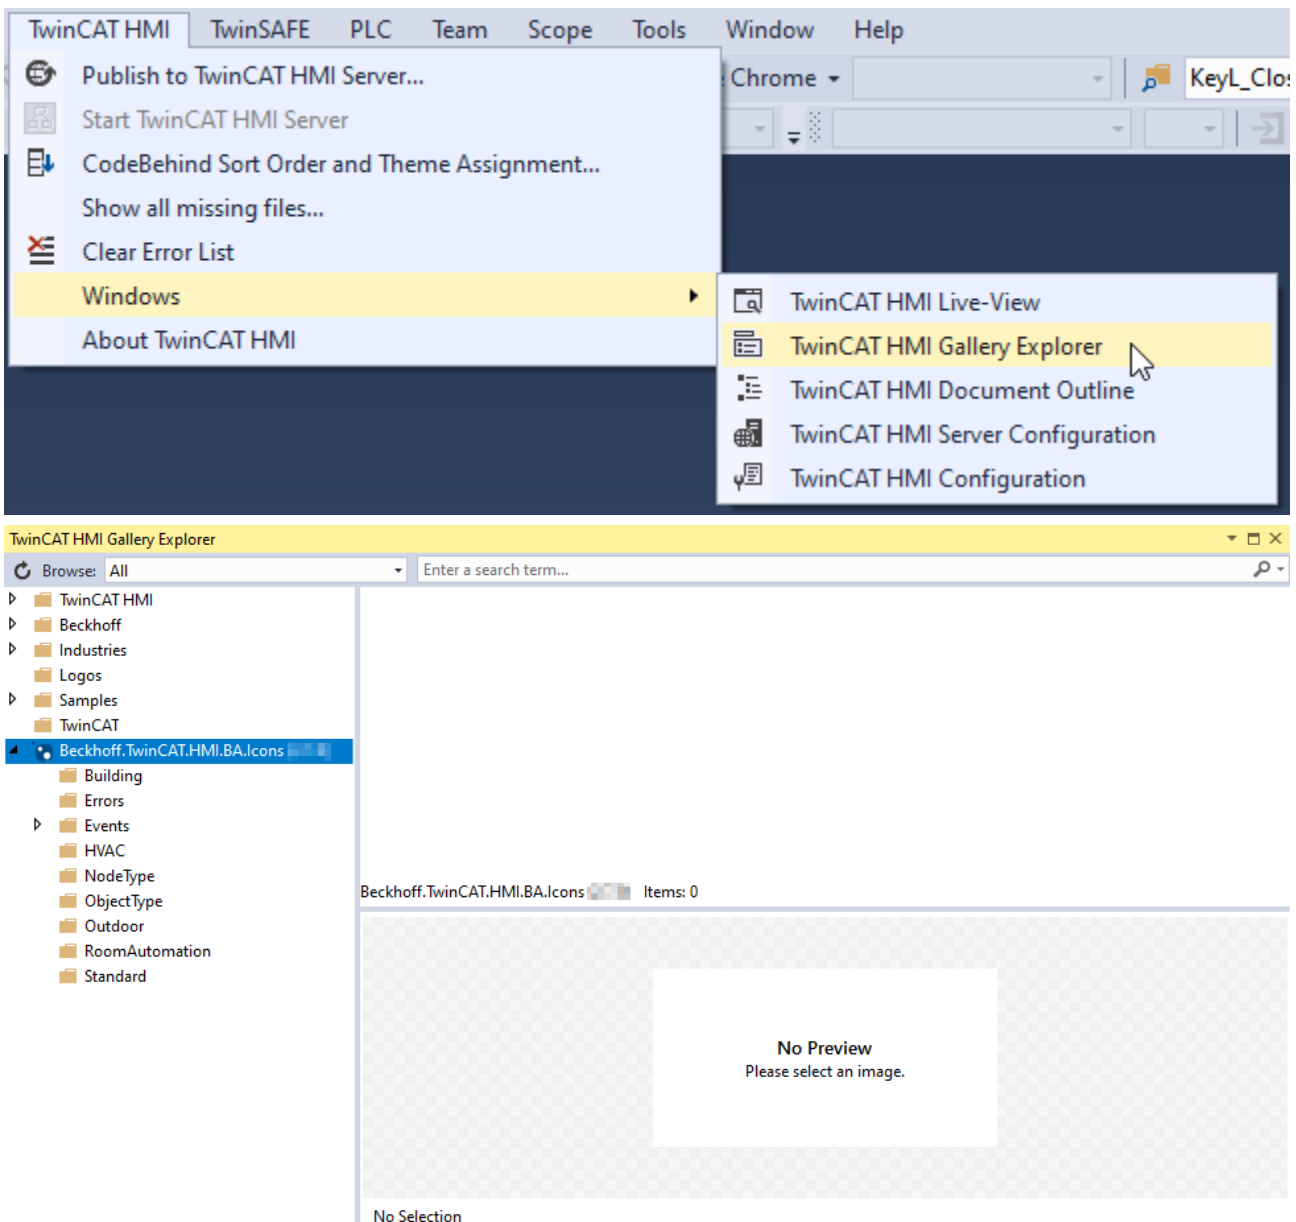 TwinCAT HMI TwinSAFE PLC Team Scope Tools Window Help
Publish to TwinCAT HMI Server...
Chrome
KeyL_Clos
Start TwinCAT HMI Server
CodeBehind Sort Order and Theme Assignment...
Show all missing files...
Clear Error List
Windows
About TwinCAT HMI
TwinCAT HMI Live-View
TwinCAT HMI Gallery Explorer
TwinCAT HMI Document Outline
TwinCAT HMI Server Configuration
TwinCAT HMI Configuration
TwinCAT HMI Gallery Explorer
Browse: All
Enter a search term...
TwinCAT HMI
Beckhoff
Industries
Logos
Samples
TwinCAT
Beckhoff.TwinCAT.HMI.BA.Icons
Building
Errors
Events
HVAC
NodeType
ObjectType
Outdoor
RoomAutomation
Standard
Beckhoff.TwinCAT.HMI.BA.Icons Items: 0
No Preview
Please select an image.
No Selection